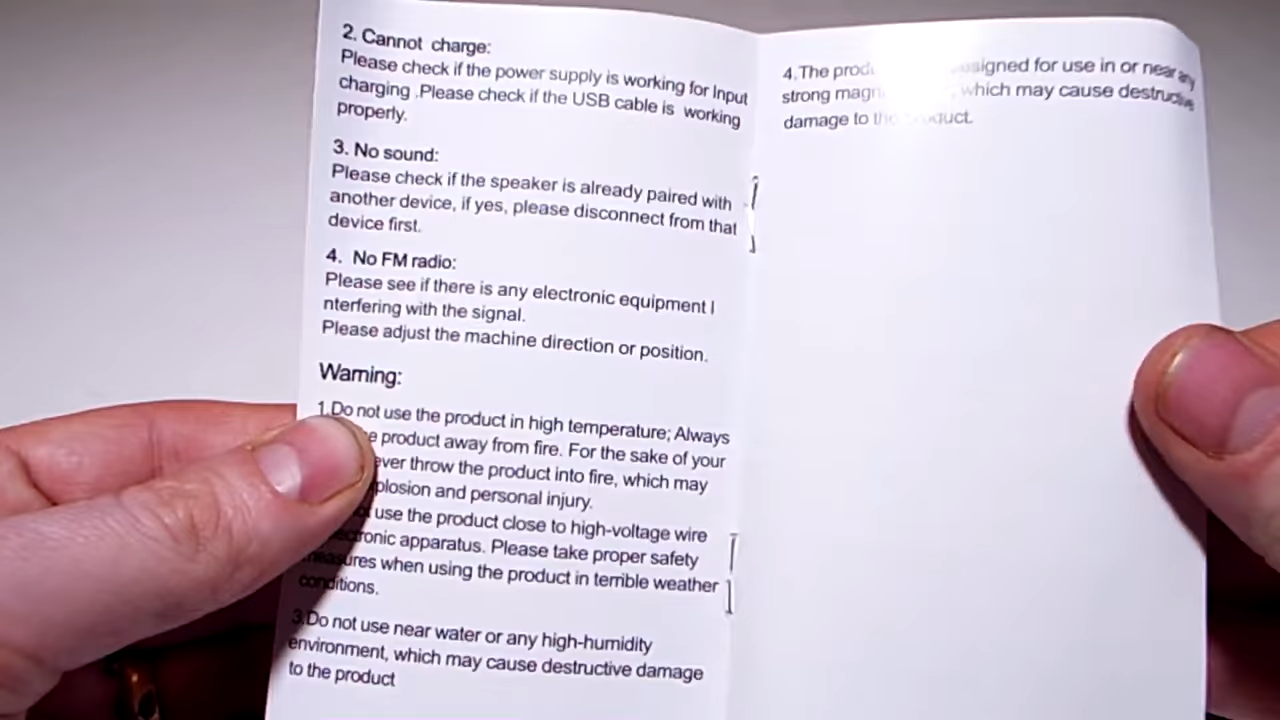 2. Cannot charge:
Please check if the power supply is working for Input
charging .Please check if the USB cable is working
properly.
3. No sound:
Please check if the speaker is already paired with
another device, if yes, please disconnect from that
device first.
4. No FM radio:
Please see if there is any electronic equipment I
nterfering with the signal.
Please adjust the machine direction or position.
Warning:
1.Do not use the product in high temperature; Always
product away from fire. For the sake of your
throw the product into fire, which may
and personal injury.
use the product close to high-voltage wire
apparatus. Please take proper safety
measures when using the product in terrible weather
conditions.
3.Do not use near water or any high-humidity
environment, which may cause destructive damage
to the product
4.The for use in or near any
strong which may cause destructive
damage to